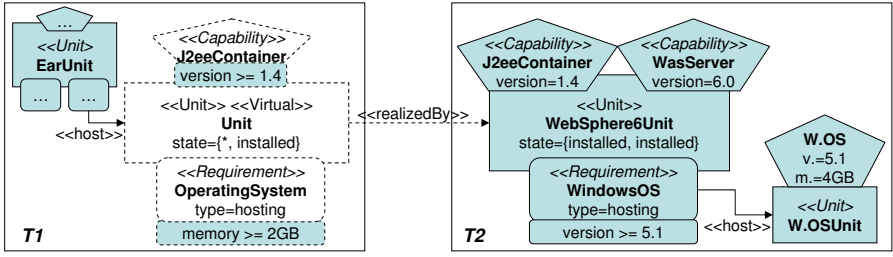 ...
<<Unit>>
EarUnit
...
...
<<host>>
<<Capability>>
J2eeContainer
version >= 1.4
<<Unit>> <<Virtual>>
Unit
state={*, installed}
<<Requirement>>
OperatingSystem
type=hosting
memory >= 2GB
T1
<<realizedBy>>
<<Capability>>
J2eeContainer
version=1.4
<<Capability>>
WasServer
version=6.0
<<Unit>>
WebSphere6Unit
state={installed, installed}
<<Requirement>>
WindowsOS
type=hosting
version >= 5.1
<<host>>
W.OS
v.=5.1
m.=4GB
<<Unit>>
W.OSUnit
T2